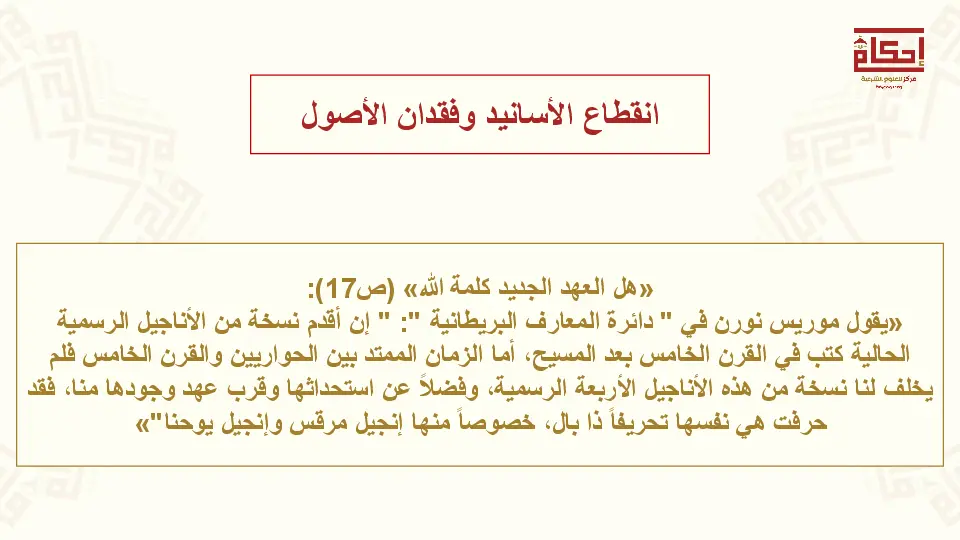 إحكام
مركز للعلوم الشرعية
انقطاع الأسانيد وفقدان الأصول
«هل العهد الجديد كلمة الله» (ص17):
«يقول موريس نورن في " دائرة المعارف البريطانية ": " إن أقدم نسخة من الأناجيل الرسمية
الحالية كتب في القرن الخامس بعد المسيح، أما الزمان الممتد بين الحواريين والقرن الخامس فلم
يخلف لنا نسخة من هذه الأناجيل الأربعة الرسمية، وفضلاً عن استحداثها وقرب عهد وجودها منا، فقد
حرفت هي نفسها تحريفاً ذا بال، خصوصاً منها إنجيل مرقس وإنجيل يوحنا"»